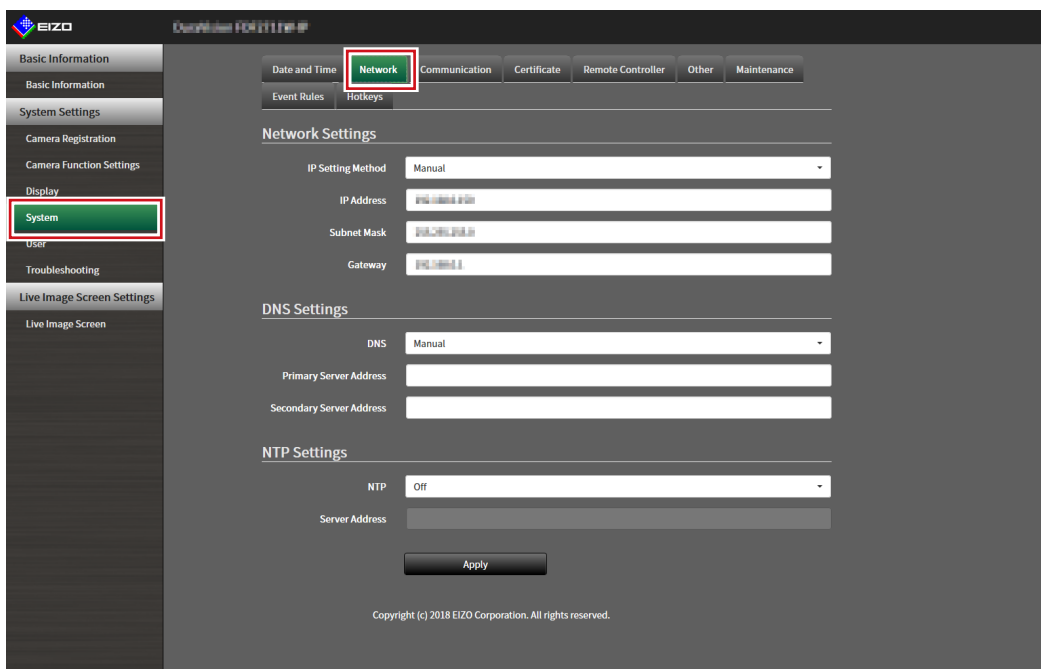 EIZO
Basic Information
Basic Information
System Settings
Camera Registration
Camera Function Settings
Display
System
User
Troubleshooting
Live Image Screen Settings
Live Image Screen
Date and Time Network Communication Certificate Remote Controller Other Maintenance
Event Rules Hotkeys
Network Settings
IP Setting Method Manual
IP Address
Subnet Mask
Gateway
DNS Settings
DNS Manual
Primary Server Address
Secondary Server Address
NTP Settings
NTP Off
Server Address
Apply
Copyright (c) 2018 EIZO Corporation. All rights reserved.